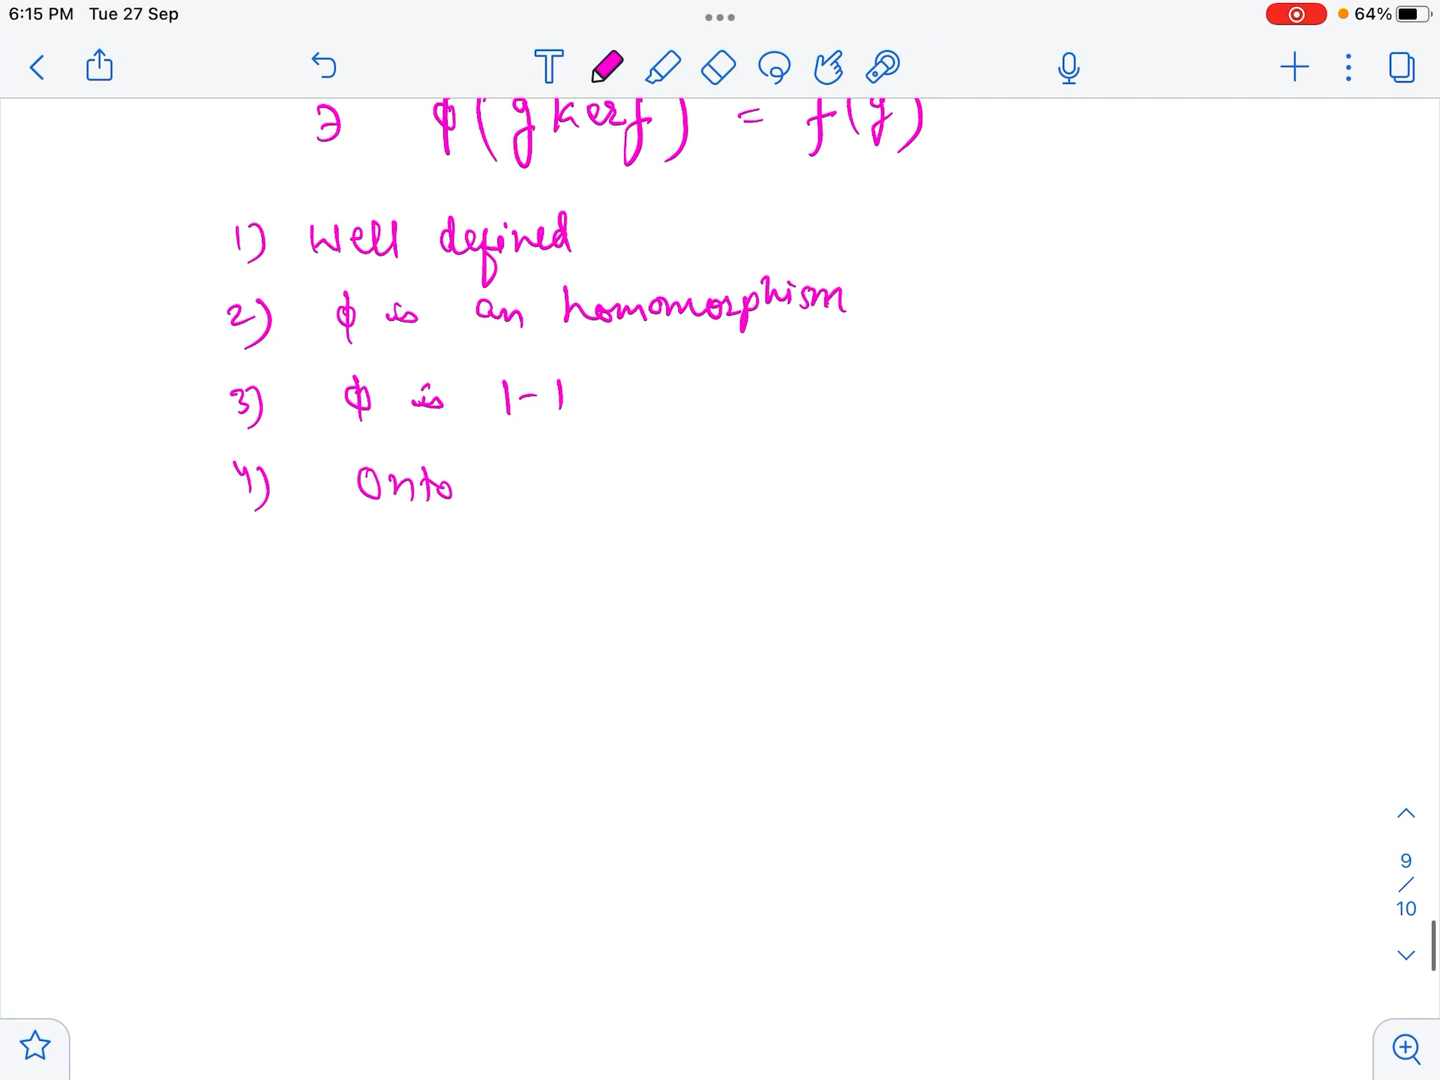 6:15 PM Tue 27 Sep
64%
∋ φ(g kerf) = f(g)
1) Well defined
2) φ is an homomorphism
3) φ is 1-1
4) Onto
9
/
10